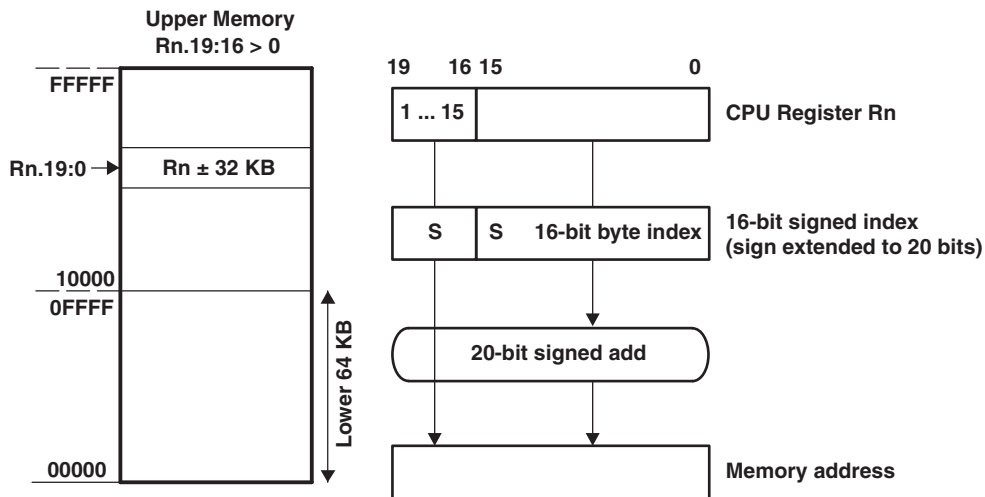 Upper Memory
Rn.19:16 > 0
FFFFF
Rn.19:0
Rn ± 32 KB
10000
0FFFF
Lower 64 KB
00000
19 16 15 0
1 ... 15
CPU Register Rn
S S 16-bit byte index
16-bit signed index
(sign extended to 20 bits)
20-bit signed add
Memory address